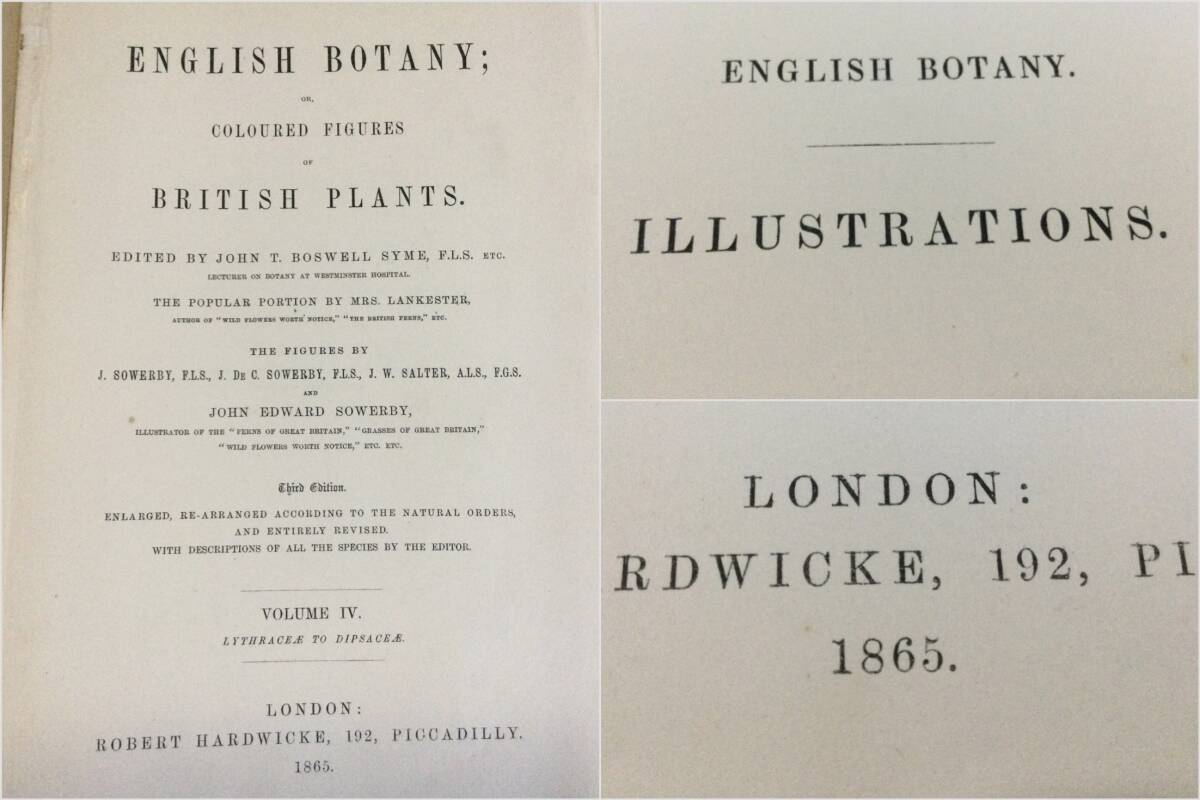 ENGLISH BOTANY;
OR,
COLOURED FIGURES
OF
BRITISH PLANTS.
EDITED BY JOHN T. BOSWELL SYME, F.L.S. ETC.
LECTURER ON BOTANY AT WESTMINSTER HOSPITAL.
THE POPULAR PORTION BY MRS. LANKESTER,
AUTHOR OF "WILD FLOWERS WORTH NOTICE," "THE BRITISH FERNS," ETC.
THE FIGURES BY
J. SOWERBY, F.L.S., J. DE C. SOWERBY, F.L.S., J. W. SALTER, A.L.S., F.G.S.
AND
JOHN EDWARD SOWERBY,
ILLUSTRATOR OF THE "FERNS OF GREAT BRITAIN," "GRASSES OF GREAT BRITAIN,"
"WILD FLOWERS WORTH NOTICE," ETC. ETC.
Third Edition.
ENLARGED, RE-ARRANGED ACCORDING TO THE NATURAL ORDERS,
AND ENTIRELY REVISED.
WITH DESCRIPTIONS OF ALL THE SPECIES BY THE EDITOR.
VOLUME IV.
LYTHRACEÆ TO DIPSACEÆ.
LONDON:
ROBERT HARDWICKE, 192, PICCADILLY.
1865.
ENGLISH BOTANY.
ILLUSTRATIONS.
LONDON:
RDWICKE, 192, PI
1865.